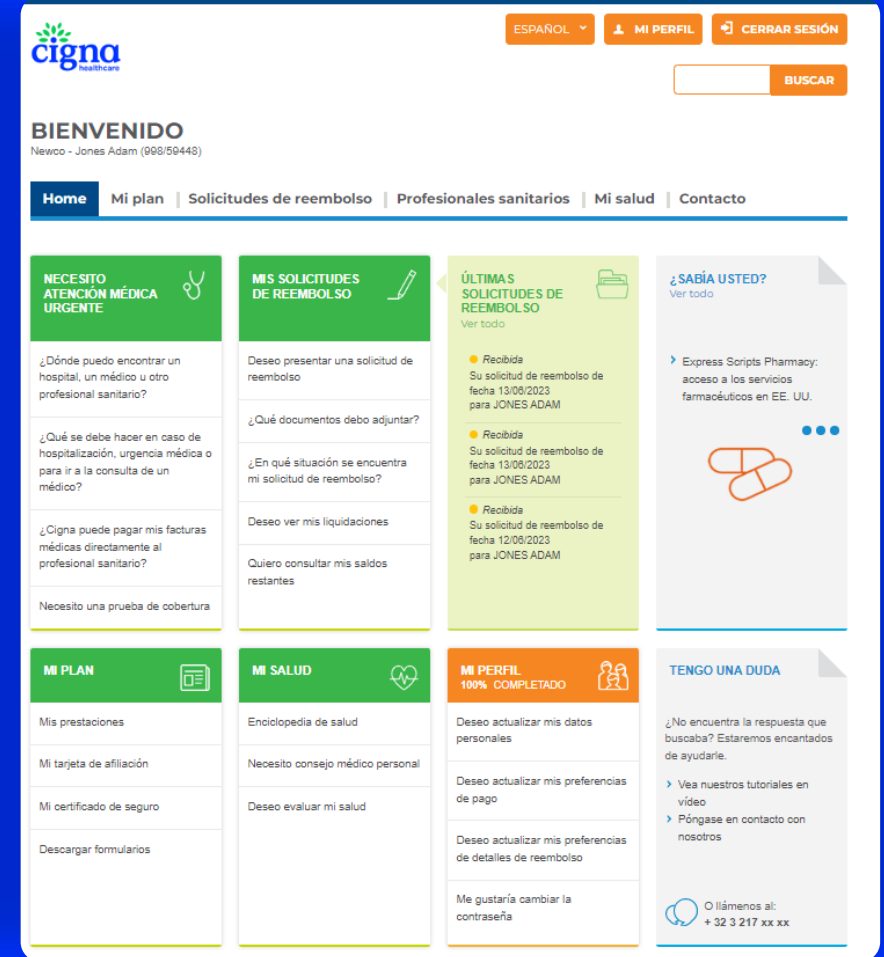 cigna
healthcare
ESPAÑOL
MI PERFIL
CERRAR SESIÓN
BUSCAR
BIENVENIDO
Newco - Jones Adam (998/59448)
Home
Mi plan
Solicitudes de reembolso
Profesionales sanitarios
Mi salud
Contacto
NECESITO
ATENCIÓN MÉDICA
URGENTE
¿Dónde puedo encontrar un
hospital, un médico u otro
profesional sanitario?
¿Qué se debe hacer en caso de
hospitalización, urgencia médica o
para ir a la consulta de un
médico?
¿Cigna puede pagar mis facturas
médicas directamente al
profesional sanitario?
Necesito una prueba de cobertura
MIS SOLICITUDES
DE REEMBOLSO
Deseo presentar una solicitud de
reembolso
¿Qué documentos debo adjuntar?
¿En qué situación se encuentra
mi solicitud de reembolso?
Deseo ver mis liquidaciones
Quiero consultar mis saldos
restantes
ÚLTIMAS
SOLICITUDES DE
REEMBOLSO
Ver todo
Recibida
Su solicitud de reembolso de
fecha 13/06/2023
para JONES ADAM
Recibida
Su solicitud de reembolso de
fecha 13/06/2023
para JONES ADAM
Recibida
Su solicitud de reembolso de
fecha 12/06/2023
para JONES ADAM
¿SABÍA USTED?
Ver todo
Express Scripts Pharmacy:
acceso a los servicios
farmacéuticos en EE. UU.
MI PLAN
Mis prestaciones
Mi tarjeta de afiliación
Mi certificado de seguro
Descargar formularios
MI SALUD
Enciclopedia de salud
Necesito consejo médico personal
Deseo evaluar mi salud
MI PERFIL
100% COMPLETADO
Deseo actualizar mis datos
personales
Deseo actualizar mis preferencias
de pago
Deseo actualizar mis preferencias
de detalles de reembolso
Me gustaría cambiar la
contraseña
TENGO UNA DUDA
¿No encuentra la respuesta que
buscaba? Estaremos encantados
de ayudarle.
Vea nuestros tutoriales en
vídeo
Póngase en contacto con
nosotros
O llámenos al:
+ 32 3 217 xx xx